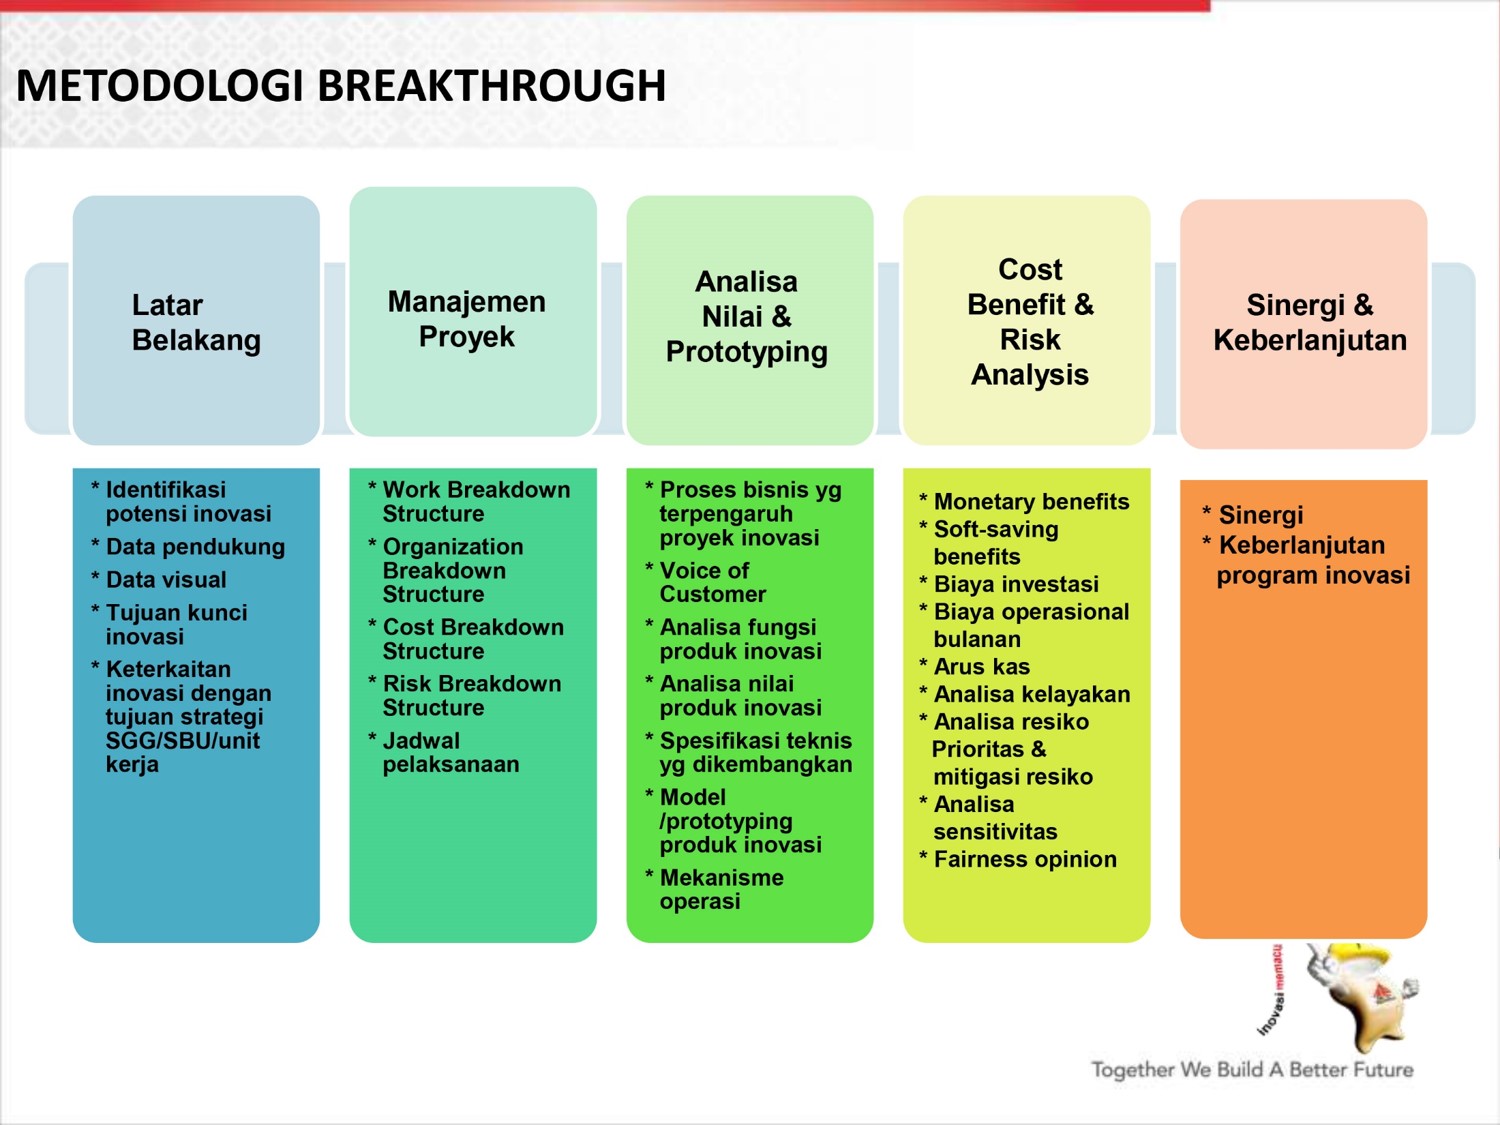 METODOLOGI BREAKTHROUGH
Latar
Belakang
* Identifikasi
potensi inovasi
* Data pendukung
* Data visual
* Tujuan kunci
inovasi
* Keterkaitan
inovasi dengan
tujuan strategi
SGG/SBU/unit
kerja
Manajemen
Proyek
* Work Breakdown
Structure
* Organization
Breakdown
Structure
* Cost Breakdown
Structure
* Risk Breakdown
Structure
* Jadwal
pelaksanaan
Analisa
Nilai &
Prototyping
* Proses bisnis yg
terpengaruh
proyek inovasi
* Voice of
Customer
* Analisa fungsi
produk inovasi
* Analisa nilai
produk inovasi
* Spesifikasi teknis
yg dikembangkan
* Model
/prototyping
produk inovasi
* Mekanisme
operasi
Cost
Benefit &
Risk
Analysis
* Monetary benefits
* Soft-saving
benefits
* Biaya investasi
* Biaya operasional
bulanan
* Arus kas
* Analisa kelayakan
* Analisa resiko
Prioritas &
mitigasi resiko
* Analisa
sensitivitas
* Fairness opinion
Sinergi &
Keberlanjutan
* Sinergi
* Keberlanjutan
program inovasi
Inovasi memacu
Together We Build A Better Future